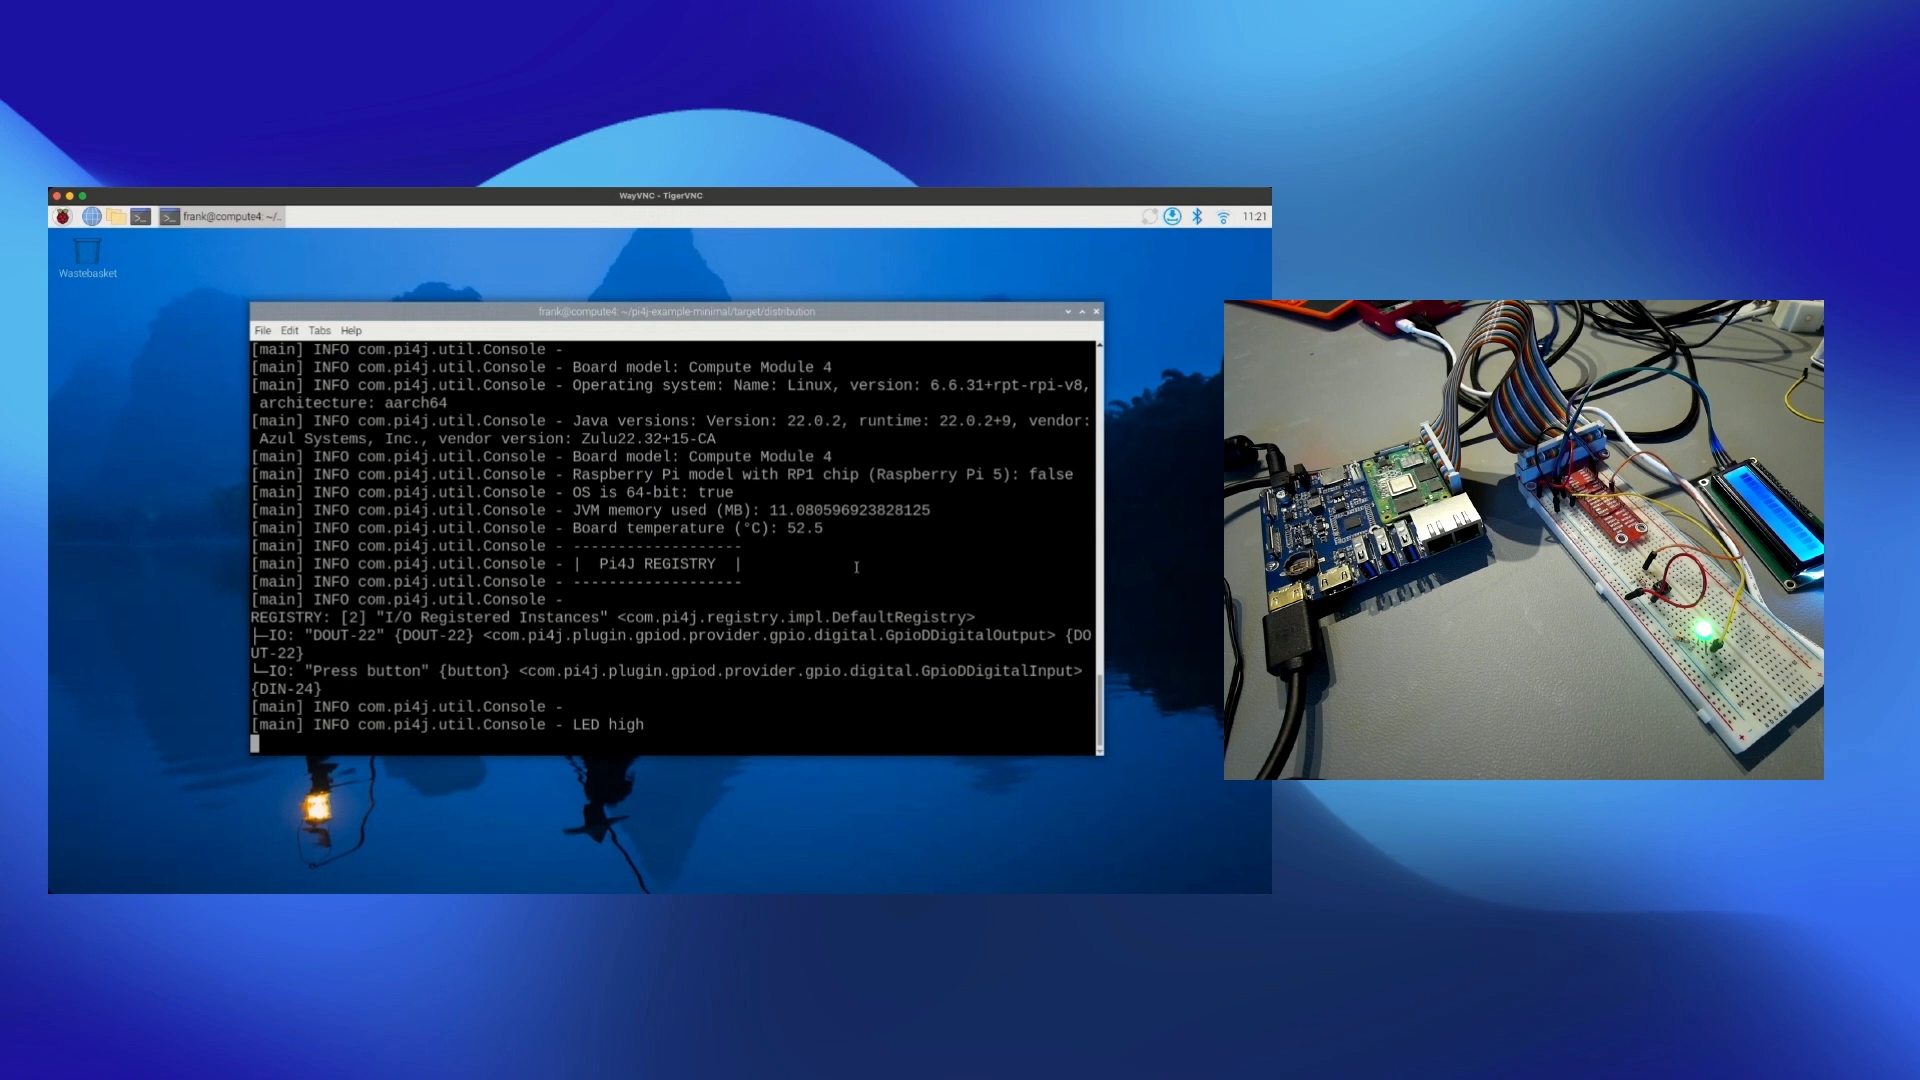 WayVNC - TigerVNC
frank@compute4: ~/..
11:21
Wastebasket
frank@compute4: ~/pi4j-example-minimal/target/distribution
File Edit Tabs Help
[main] INFO com.pi4j.util.Console -
[main] INFO com.pi4j.util.Console - Board model: Compute Module 4
[main] INFO com.pi4j.util.Console - Operating system: Name: Linux, version: 6.6.31+rpt-rpi-v8,
architecture: aarch64
[main] INFO com.pi4j.util.Console - Java versions: Version: 22.0.2, runtime: 22.0.2+9, vendor:
Azul Systems, Inc., vendor version: Zulu22.32+15-CA
[main] INFO com.pi4j.util.Console - Board model: Compute Module 4
[main] INFO com.pi4j.util.Console - Raspberry Pi model with RP1 chip (Raspberry Pi 5): false
[main] INFO com.pi4j.util.Console - OS is 64-bit: true
[main] INFO com.pi4j.util.Console - JVM memory used (MB): 11.080596923828125
[main] INFO com.pi4j.util.Console - Board temperature (°C): 52.5
[main] INFO com.pi4j.util.Console - -------------------
[main] INFO com.pi4j.util.Console - |  Pi4J REGISTRY  |
[main] INFO com.pi4j.util.Console - -------------------
[main] INFO com.pi4j.util.Console -
REGISTRY: [2] "I/O Registered Instances" <com.pi4j.registry.impl.DefaultRegistry>
├─IO: "DOUT-22" {DOUT-22} <com.pi4j.plugin.gpiod.provider.gpio.digital.GpioDDigitalOutput> {DO
UT-22}
└─IO: "Press button" {button} <com.pi4j.plugin.gpiod.provider.gpio.digital.GpioDDigitalInput>
{DIN-24}
[main] INFO com.pi4j.util.Console -
[main] INFO com.pi4j.util.Console - LED high